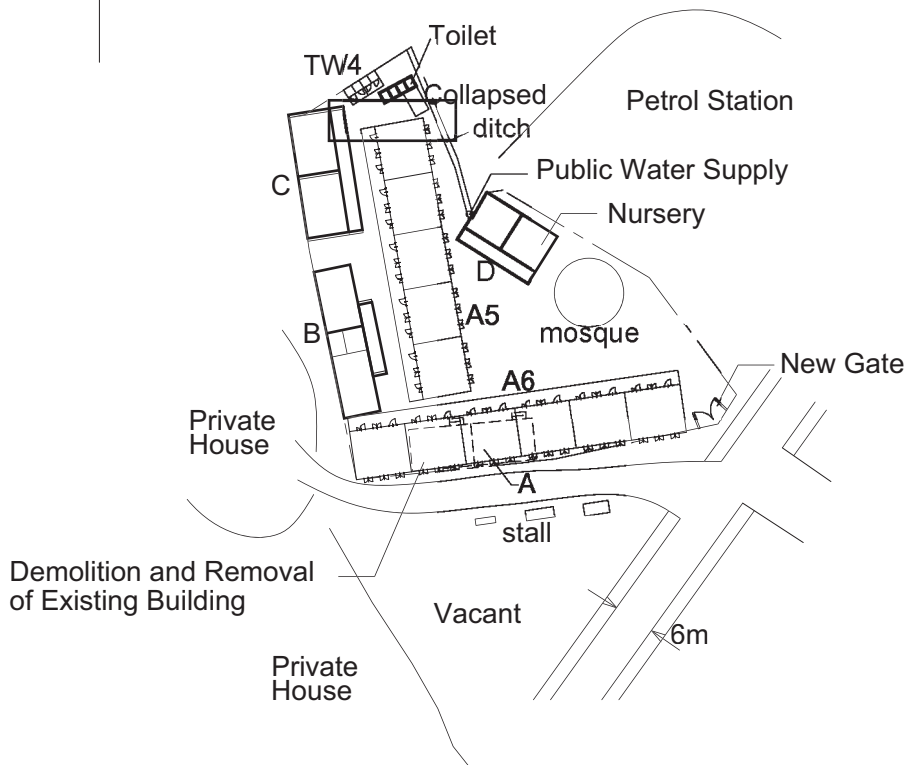 Toilet
TW4
Collapsed
ditch
Petrol Station
Public Water Supply
C
Nursery
D
A5
B
mosque
New Gate
A6
Private
House
A
stall
Demolition and Removal
of Existing Building
Vacant
6m
Private
House